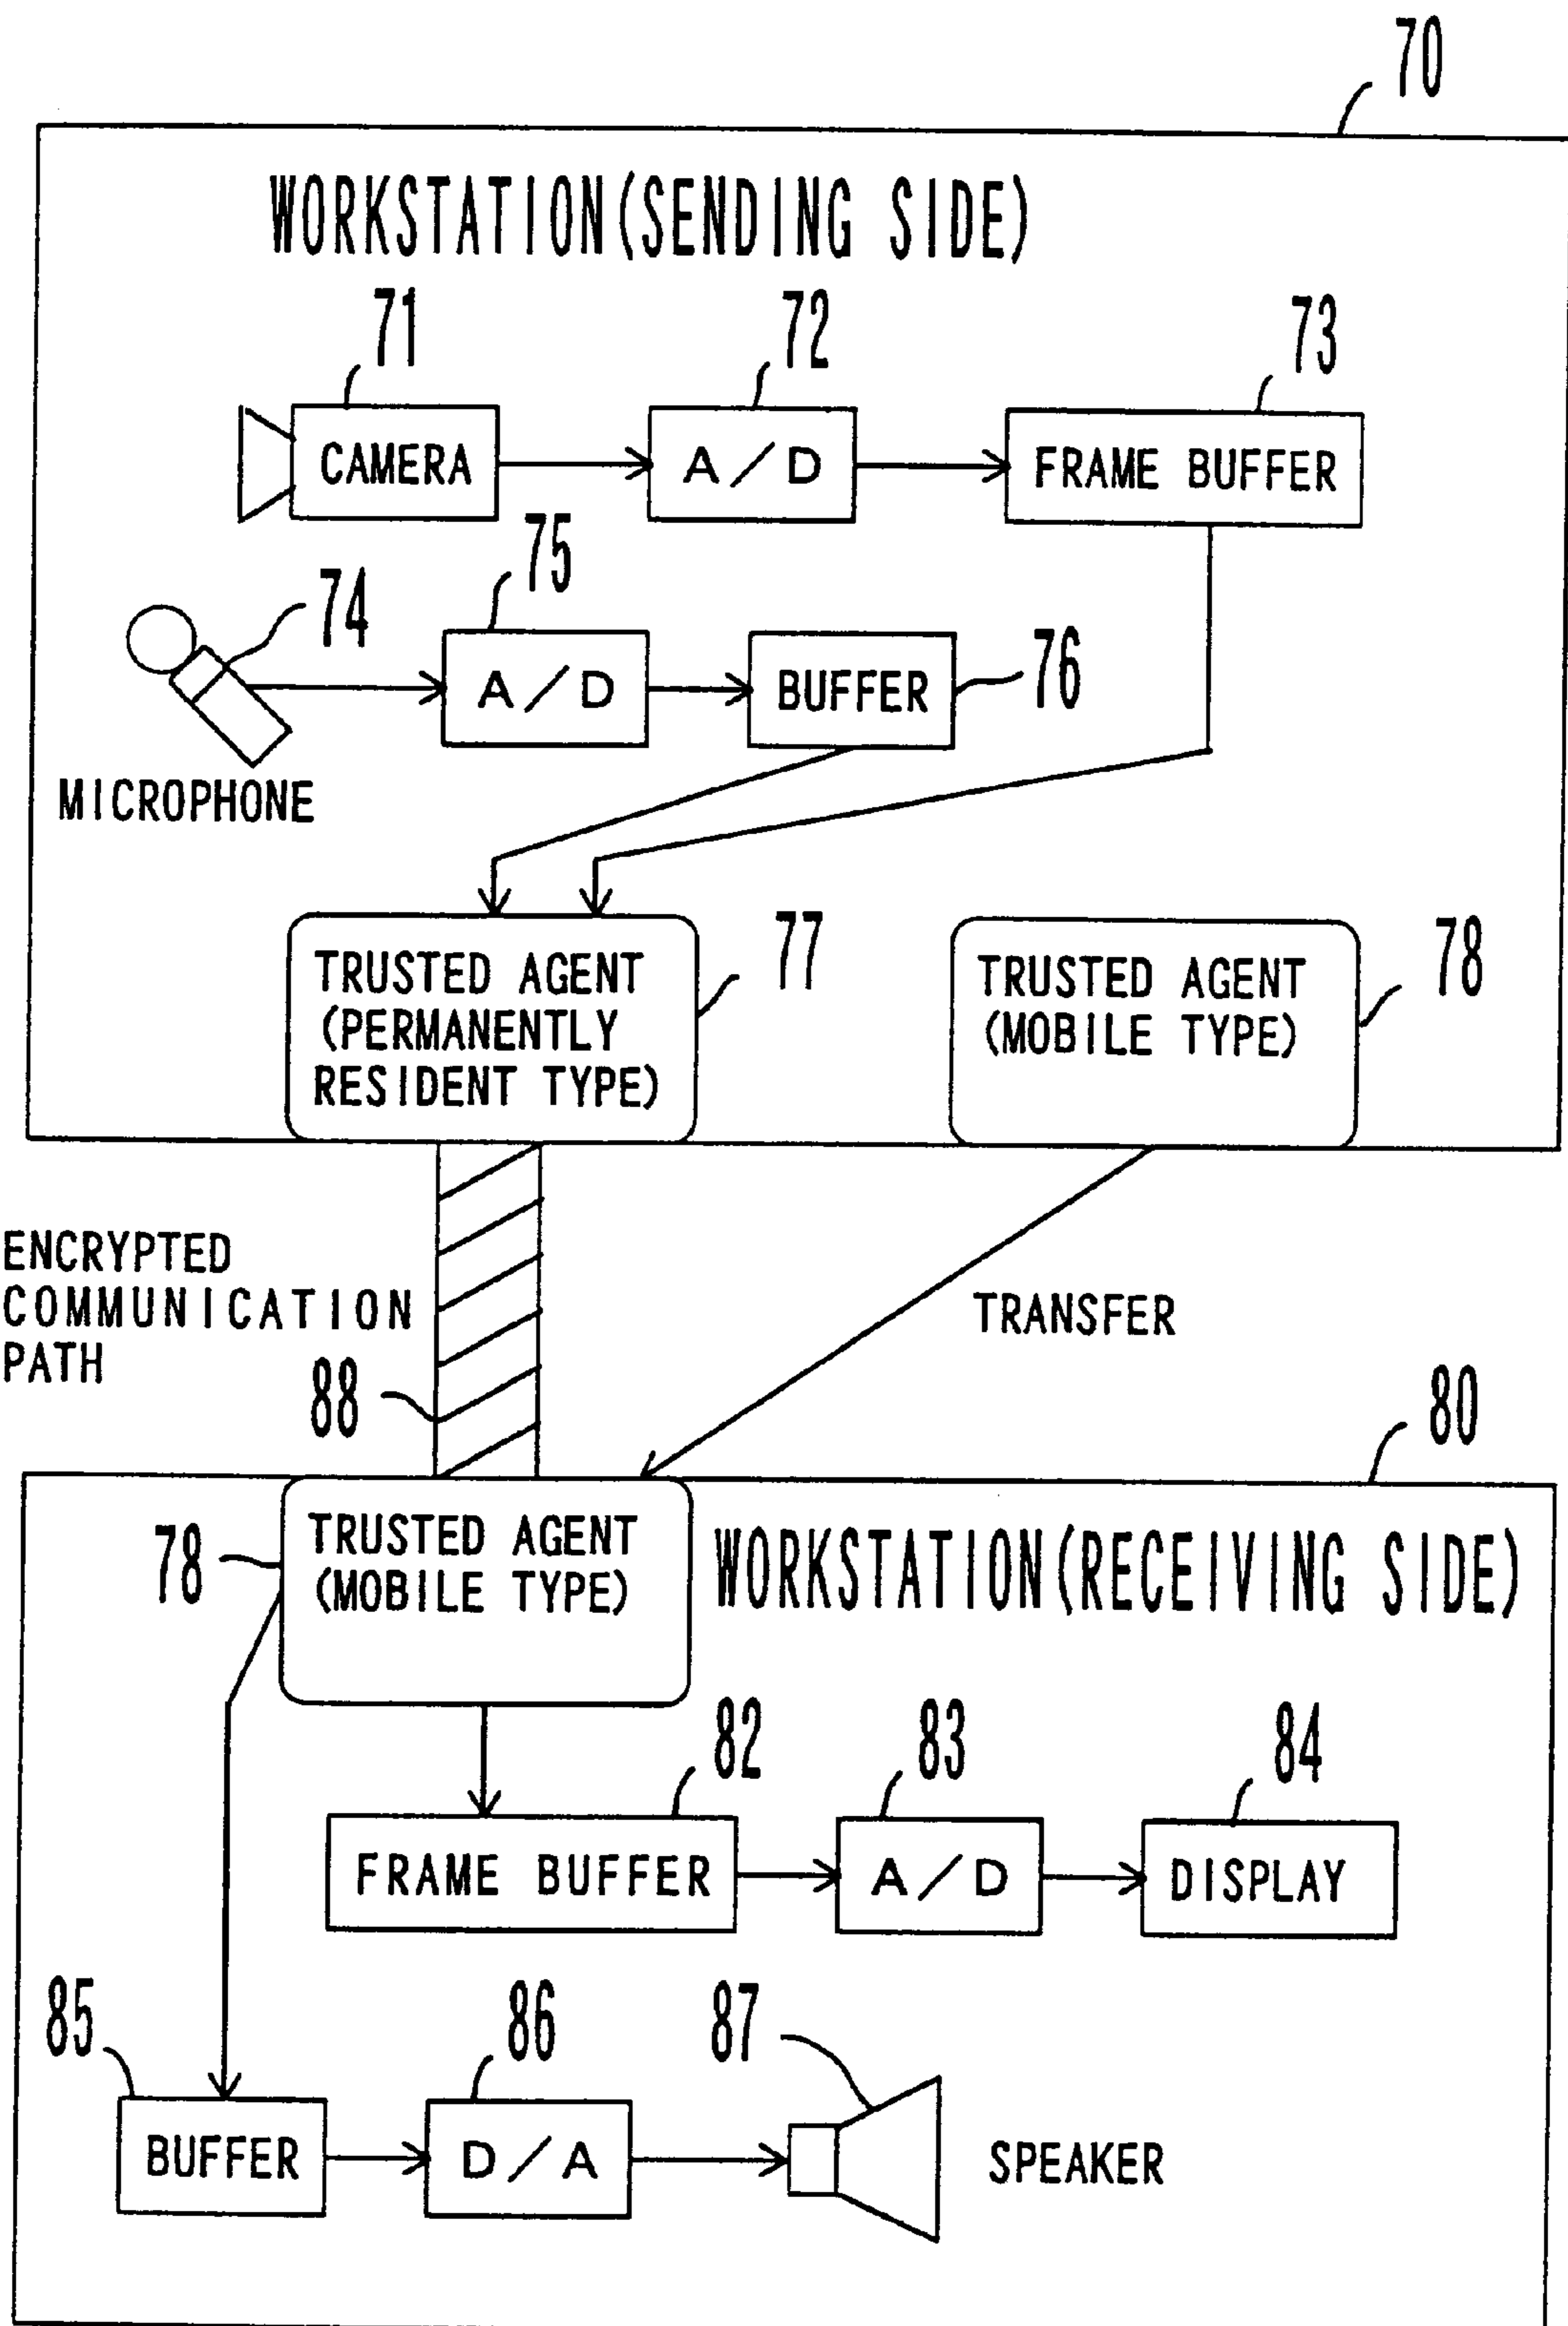 70
WORKSTATION(SENDING SIDE)
71
72
73
CAMERA
A/D
FRAME BUFFER
74
75
76
A/D
BUFFER
MICROPHONE
77
78
TRUSTED AGENT
(PERMANENTLY
RESIDENT TYPE)
TRUSTED AGENT
(MOBILE TYPE)
ENCRYPTED
COMMUNICATION
PATH
88
TRANSFER
80
78
TRUSTED AGENT
(MOBILE TYPE)
WORKSTATION(RECEIVING SIDE)
82
83
84
FRAME BUFFER
A/D
DISPLAY
85
86
87
BUFFER
D/A
SPEAKER